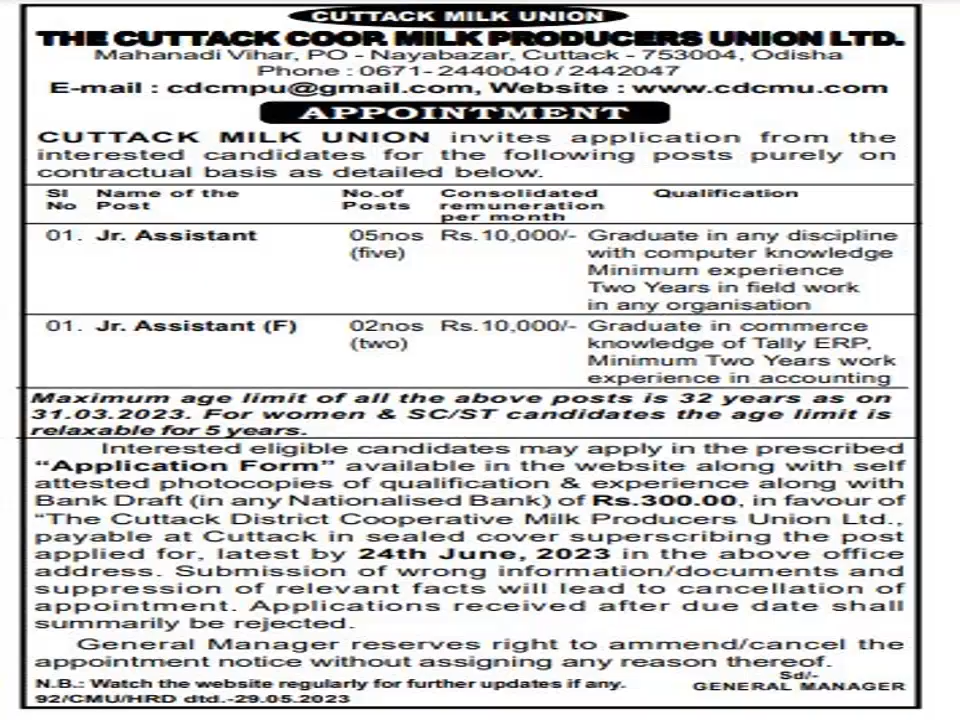 CUTTACK MILK UNION
THE CUTTACK COOP. MILK PRODUCERS UNION LTD.
Mahanadi Vihar, PO - Nayabazar, Cuttack - 753004, Odisha
Phone : 0671- 2440040 / 2442047
E-mail : cdcmpu@gmail.com, Website : www.cdcmu.com
APPOINTMENT
CUTTACK MILK UNION invites application from the
interested candidates for the following posts purely on
contractual basis as detailed below.
Sl Name of the No.of Consolidated Qualification
No Post Posts remuneration
per month
01. Jr. Assistant 05nos Rs.10,000/- Graduate in any discipline
(five) with computer knowledge
Minimum experience
Two Years in field work
in any organisation
01. Jr. Assistant (F) 02nos Rs.10,000/- Graduate in commerce
(two) knowledge of Tally ERP,
Minimum Two Years work
experience in accounting
Maximum age limit of all the above posts is 32 years as on
31.03.2023. For women & SC/ST candidates the age limit is
relaxable for 5 years.
Interested eligible candidates may apply in the prescribed
“Application Form” available in the website along with self
attested photocopies of qualification & experience along with
Bank Draft (in any Nationalised Bank) of Rs.300.00, in favour of
“The Cuttack District Cooperative Milk Producers Union Ltd.,
payable at Cuttack in sealed cover superscribing the post
applied for, latest by 24th June, 2023 in the above office
address. Submission of wrong information/documents and
suppression of relevant facts will lead to cancellation of
appointment. Applications received after due date shall
summarily be rejected.
General Manager reserves right to ammend/cancel the
appointment notice without assigning any reason thereof.
N.B.: Watch the website regularly for further updates if any. Sd/-
92/CMU/HRD dtd.-29.05.2023 GENERAL MANAGER